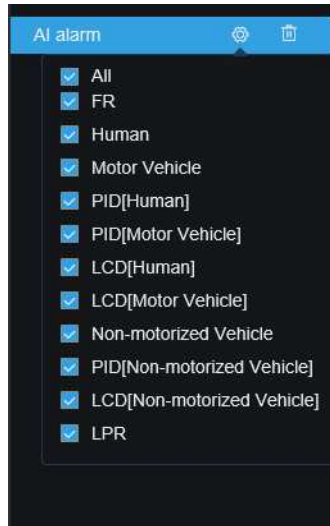 AI alarm
All
FR
Human
Motor Vehicle
PID[Human]
PID[Motor Vehicle]
LCD[Human]
LCD[Motor Vehicle]
Non-motorized Vehicle
PID[Non-motorized Vehicle]
LCD[Non-motorized Vehicle]
LPR